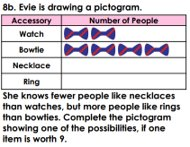 8b. Evie is drawing a pictogram.
Accessory Number of People
Watch
Bowtie
Necklace
Ring
She knows fewer people like necklaces
than watches, but more people like rings
than bowties. Complete the pictogram
showing one of the possibilities, if one
item is worth 9.